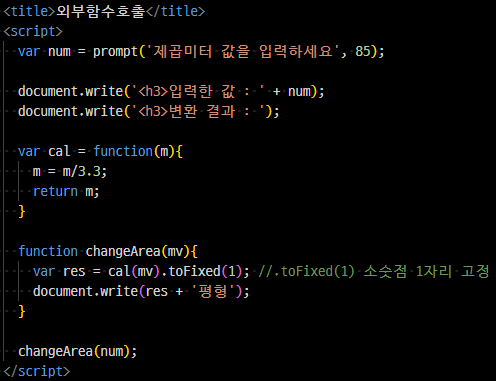 <title>외부함수호출</title>
<script>
var num = prompt('제곱미터 값을 입력하세요', 85);
document.write('<h3>입력한 값 : ' + num);
document.write('<h3>변환 결과 : ');
var cal = function(m){
m = m/3.3;
return m;
}
function changeArea(mv){
var res = cal(mv).toFixed(1); //.toFixed(1) 소숫점 1자리 고정
document.write(res + '평형');
}
changeArea(num);
</script>